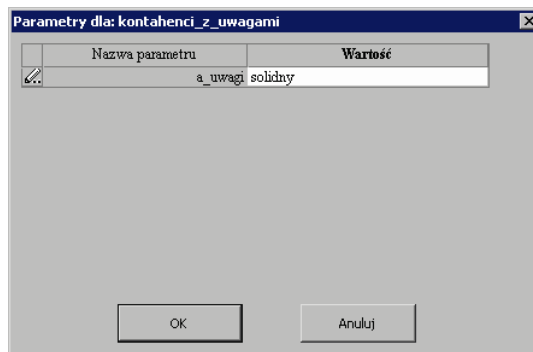 Parametry dla: kontahenci_z_uwagami
Nazwa parametru Wartość
a_uwagi solidny
OK Anuluj